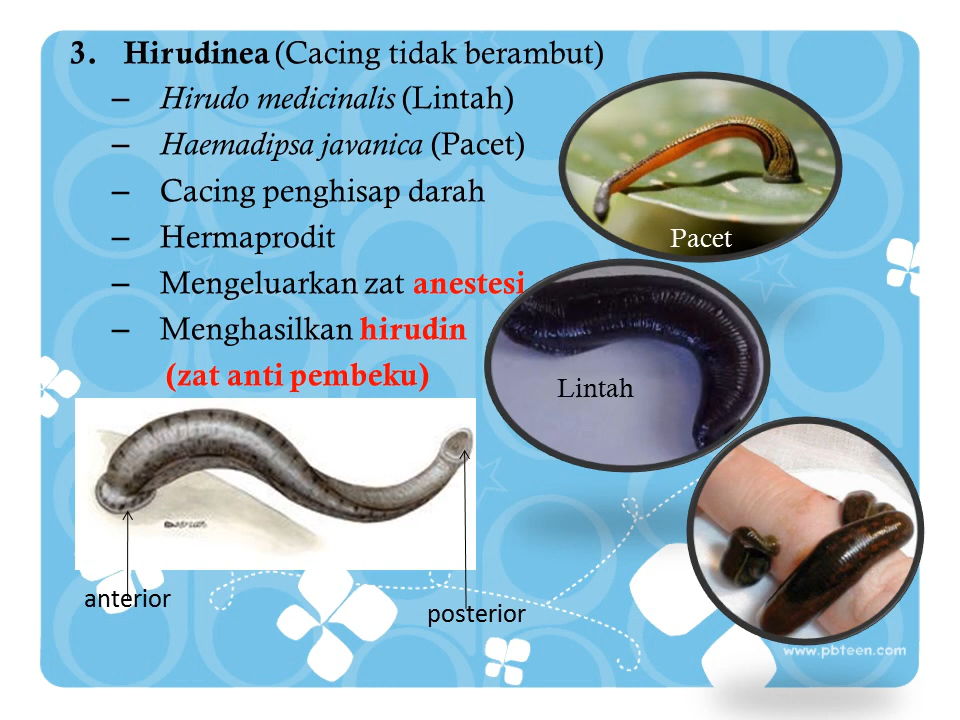 3. Hirudinea (Cacing tidak berambut)
– Hirudo medicinalis (Lintah)
Haemadipsa javanica (Pacet)
– Cacing penghisap darah
– Hermaprodit
– Mengeluarkan zat anestesi
– Menghasilkan hirudin
(zat anti pembeku)
Pacet
Lintah
anterior
posterior
www.pbteen.com